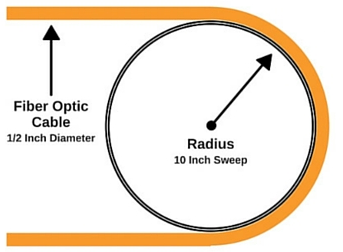 Fiber Optic
Cable
1/2 Inch Diameter
Radius
10 Inch Sweep